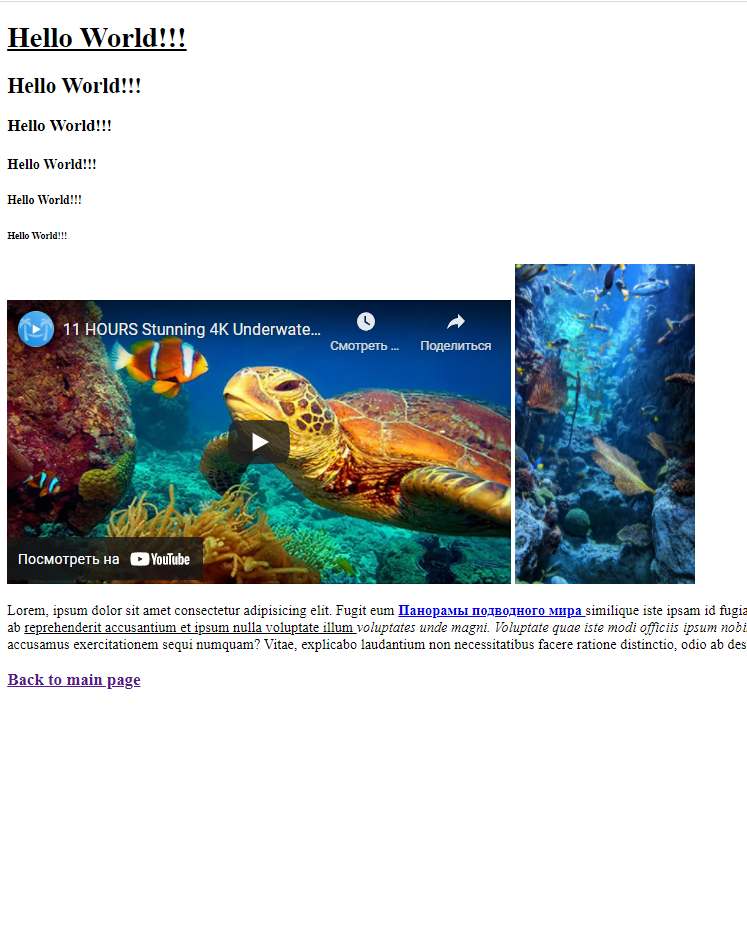 Hello World!!!
Hello World!!!
Hello World!!!
Hello World!!!
Hello World!!!
Hello World!!!
11 HOURS Stunning 4K Underwate...
Смотреть ...
Поделиться
Посмотреть на YouTube
Lorem, ipsum dolor sit amet consectetur adipisicing elit. Fugit eum Панорамы подводного мира similique iste ipsam id fugia
ab reprehenderit accusantium et ipsum nulla voluptate illum voluptates unde magni. Voluptate quae iste modi officiis ipsum nobi
accusamus exercitationem sequi numquam? Vitae, explicabo laudantium non necessitatibus facere ratione distinctio, odio ab des
Back to main page